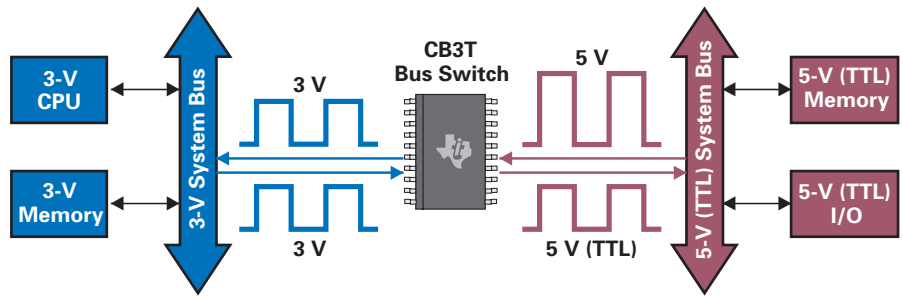 CB3T
Bus Switch
3-V
CPU
3-V
Memory
3-V System Bus
3 V
3 V
5 V
5 V (TTL)
5-V (TTL) System Bus
5-V (TTL)
Memory
5-V (TTL)
I/O